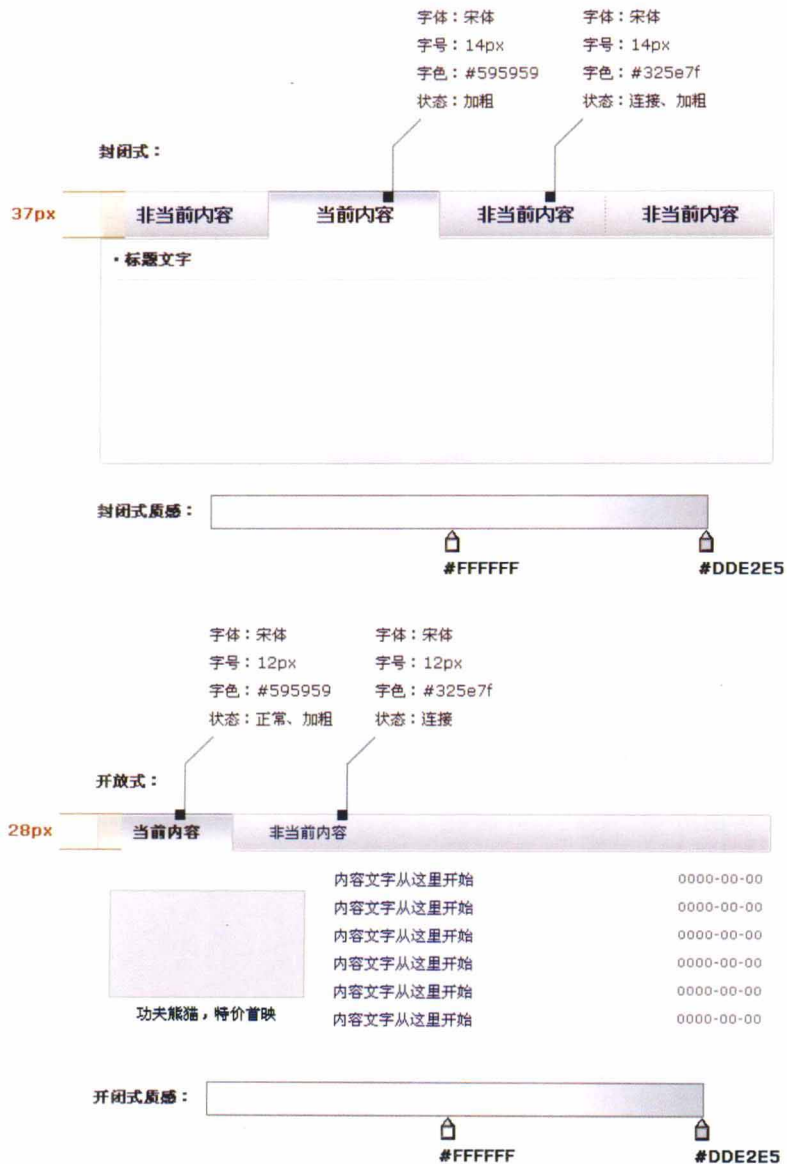 字体：宋体 字体：宋体
字号：14px 字号：14px
字色：#595959 字色：#325e7f
状态：加粗 状态：连接、加粗
封闭式：
37px
非当前内容 当前内容 非当前内容 非当前内容
·标题文字
封闭式质感：
#FFFFFF #DDE2E5
字体：宋体 字体：宋体
字号：12px 字号：12px
字色：#595959 字色：#325e7f
状态：正常、加粗 状态：连接
开放式：
28px
当前内容 非当前内容
内容文字从这里开始 0000-00-00
内容文字从这里开始 0000-00-00
内容文字从这里开始 0000-00-00
内容文字从这里开始 0000-00-00
内容文字从这里开始 0000-00-00
功夫熊猫，特价首映 内容文字从这里开始 0000-00-00
开闭式质感：
#FFFFFF #DDE2E5